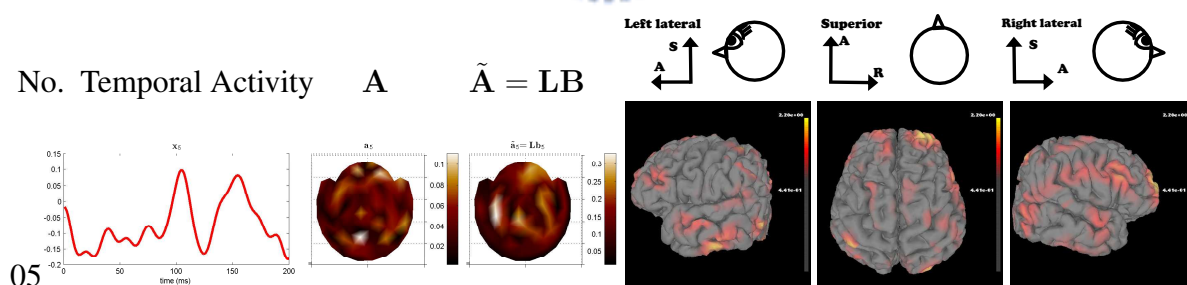 Left lateral
S
A
Superior
A
R
Right lateral
S
A
No. Temporal Activity A Ã = LB
x₅
0.15
0.1
0.05
0
-0.05
-0.1
-0.15
-0.2
0 50 100 150 200
time (ms)
a₅
0.1
0.08
0.06
0.04
0.02
ã₅= Lb₅
0.3
0.25
0.2
0.15
0.1
0.05
2.20e+00
4.41e-01
2.20e+00
4.41e-01
2.20e+00
4.41e-01
05